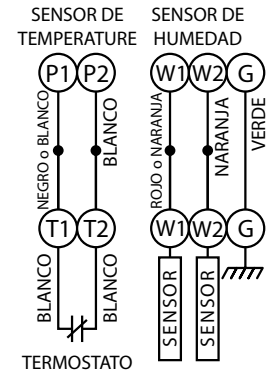 SENSOR DE
TEMPERATURE
SENSOR DE
HUMEDAD
P1
P2
W1
W2
G
NEGRO o BLANCO
BLANCO
ROJO o NARANJA
NARANJA
VERDE
T1
T2
W1
W2
G
BLANCO
BLANCO
SENSOR
SENSOR
TERMOSTATO